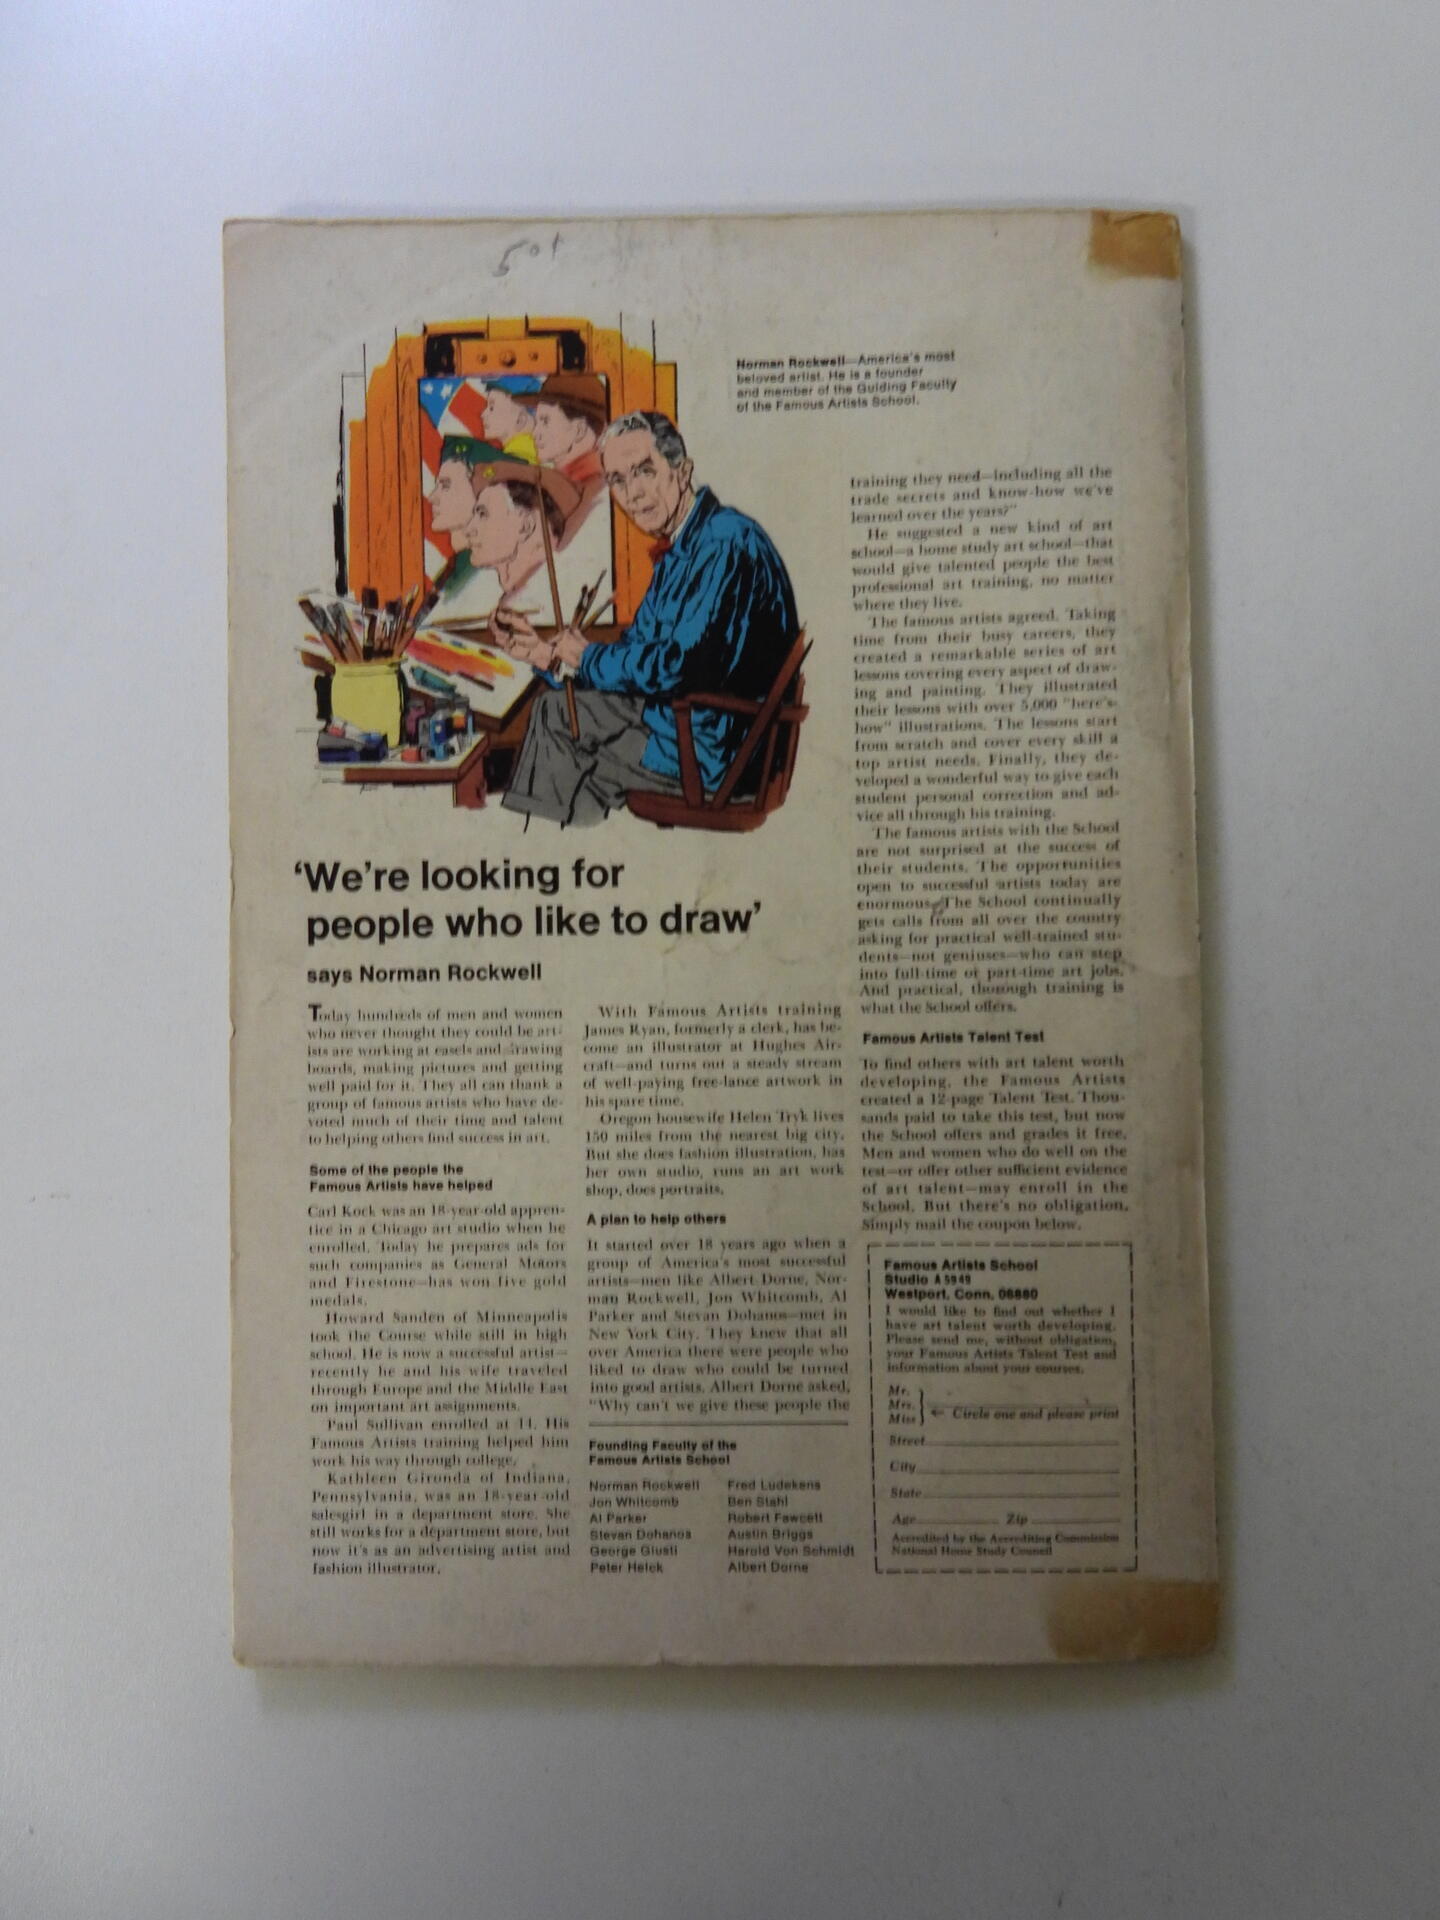 50¢
Norman Rockwell—America's most
beloved artist. He is a founder
and member of the Guiding Faculty
of the Famous Artists School.
'We're looking for
people who like to draw'
says Norman Rockwell
Today hundreds of men and women
who never thought they could be art-
ists are working at easels and drawing
boards, making pictures and getting
well paid for it. They all can thank a
group of famous artists who have de-
voted much of their time and talent
to helping others find success in art.
Some of the people the
Famous Artists have helped
Carl Kock was an 18-year-old appren-
tice in a Chicago art studio when he
enrolled. Today he prepares ads for
such companies as General Motors
and Firestone—has won five gold
medals.
Howard Sanden of Minneapolis
took the Course while still in high
school. He is now a successful artist—
recently he and his wife traveled
through Europe and the Middle East
on important art assignments.
Paul Sullivan enrolled at 14. His
Famous Artists training helped him
work his way through college.
Kathleen Gironda of Indiana,
Pennsylvania, was an 18-year-old
salesgirl in a department store. She
still works for a department store, but
now it's as an advertising artist and
fashion illustrator.
With Famous Artists training
James Ryan, formerly a clerk, has be-
come an illustrator at Hughes Air-
craft—and turns out a steady stream
of well-paying free-lance artwork in
his spare time.
Oregon housewife Helen Tryk lives
150 miles from the nearest big city.
But she does fashion illustration, has
her own studio, runs an art work
shop, does portraits.
A plan to help others
It started over 18 years ago when a
group of America's most successful
artists—men like Albert Dorne, Nor-
man Rockwell, Jon Whitcomb, Al
Parker and Stevan Dohanos—met in
New York City. They knew that all
over America there were people who
liked to draw who could be turned
into good artists. Albert Dorne asked,
"Why can't we give these people the
Founding Faculty of the
Famous Artists School
Norman Rockwell
Jon Whitcomb
Al Parker
Stevan Dohanos
George Giusti
Peter Helck
Fred Ludekens
Ben Stahl
Robert Fawcett
Austin Briggs
Harold Von Schmidt
Albert Dorne
training they need—including all the
trade secrets and know-how we've
learned over the years?"
He suggested a new kind of art
school—a home study art school—that
would give talented people the best
professional art training, no matter
where they live.
The famous artists agreed. Taking
time from their busy careers, they
created a remarkable series of art
lessons covering every aspect of draw-
ing and painting. They illustrated
their lessons with over 5,000 "here's-
how" illustrations. The lessons start
from scratch and cover every skill a
top artist needs. Finally, they de-
veloped a wonderful way to give each
student personal correction and ad-
vice all through his training.
The famous artists with the School
are not surprised at the success of
their students. The opportunities
open to successful artists today are
enormous. The School continually
gets calls from all over the country
asking for practical well-trained stu-
dents—not geniuses—who can step
into full-time or part-time art jobs.
And practical, thorough training is
what the School offers.
Famous Artists Talent Test
To find others with art talent worth
developing, the Famous Artists
created a 12-page Talent Test. Thou-
sands paid to take this test, but now
the School offers and grades it free.
Men and women who do well on the
test—or offer other sufficient evidence
of art talent—may enroll in the
School. But there's no obligation.
Simply mail the coupon below.
Famous Artists School
Studio A 5949
Westport, Conn. 06880
I would like to find out whether I
have art talent worth developing.
Please send me, without obligation,
your Famous Artists Talent Test and
information about your courses.
Mr.
Mrs.
Miss
← Circle one and please print
Street
City
State
Age Zip
Accredited by the Accrediting Commission
National Home Study Council